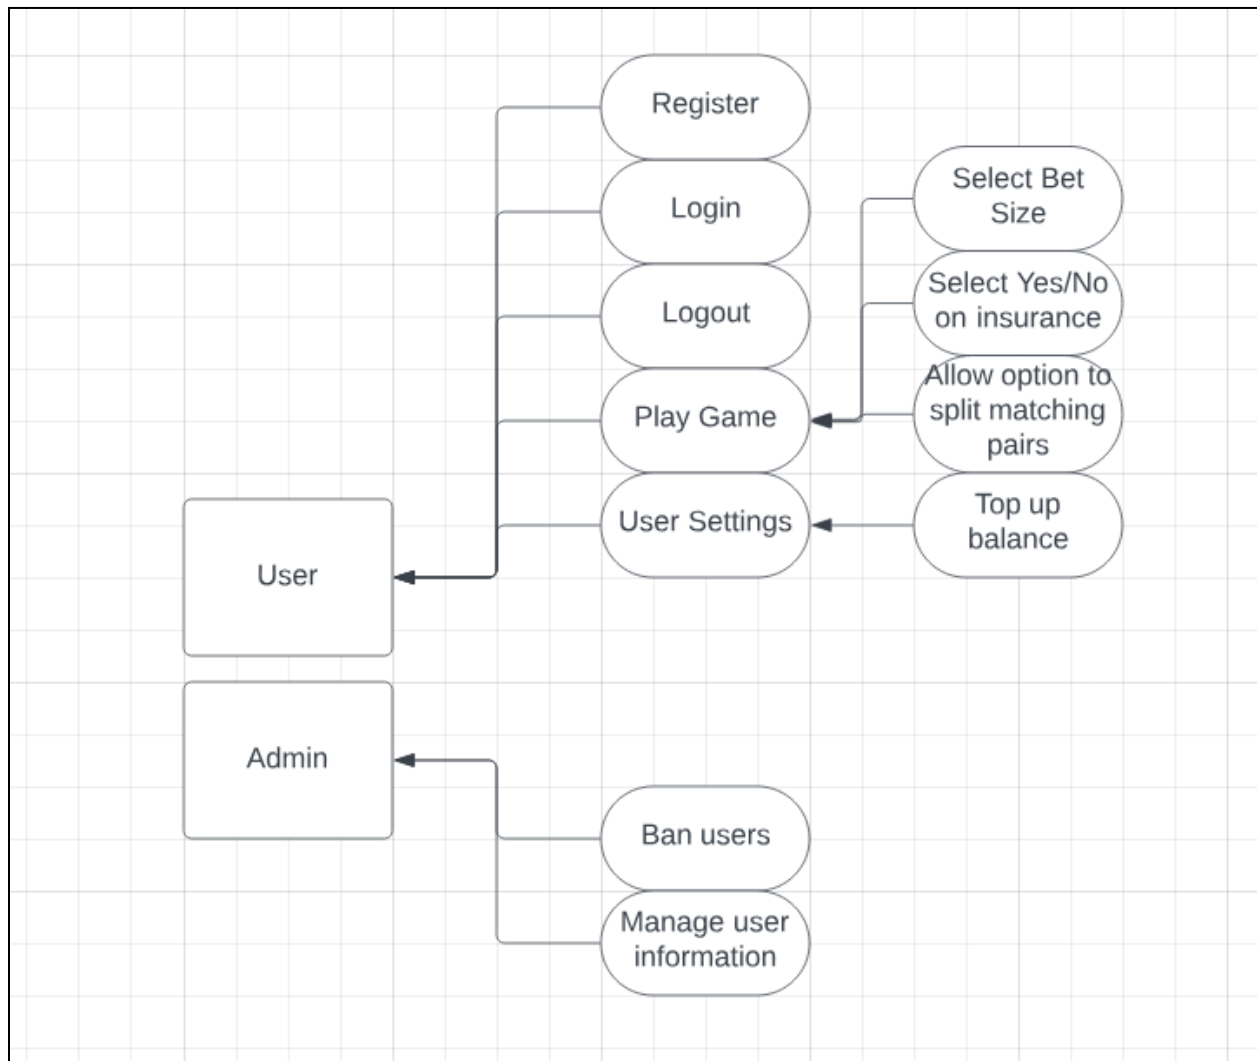 Register
Login
Logout
Play Game
User Settings
Select Bet
Size
Select Yes/No
on insurance
Allow option to
split matching
pairs
Top up
balance
User
Admin
Ban users
Manage user
information